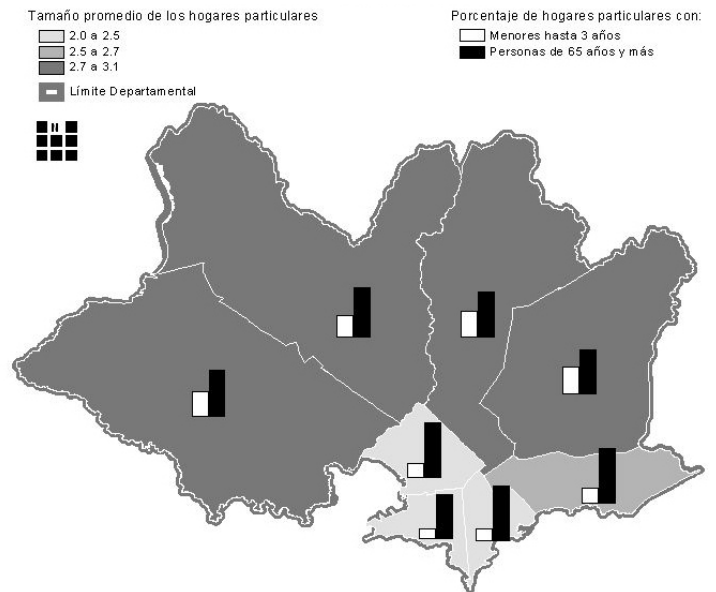 Tamaño promedio de los hogares particulares
2.0 a 2.5
2.5 a 2.7
2.7 a 3.1
Límite Departamental
Porcentaje de hogares particulares con:
Menores hasta 3 años
Personas de 65 años y más